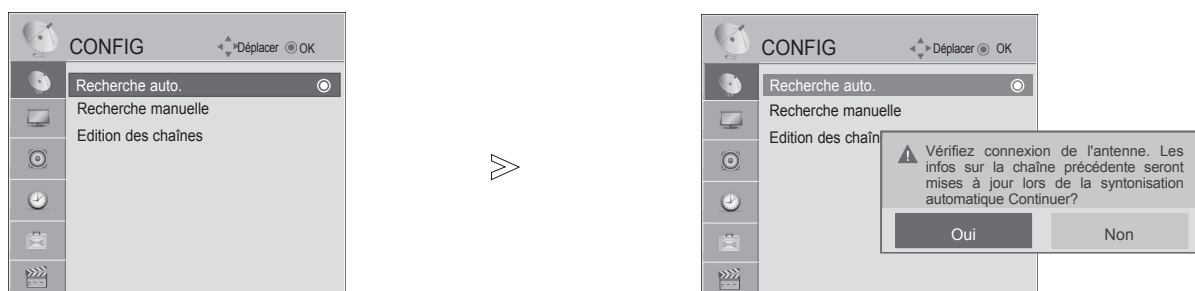 CONFIG
Déplacer OK
Recherche auto.
Recherche manuelle
Edition des chaînes
CONFIG
Déplacer OK
Recherche auto.
Recherche manuelle
Edition des chaîn
Vérifiez connexion de l'antenne. Les
infos sur la chaîne précédente seront
mises à jour lors de la syntonisation
automatique Continuer?
Oui Non